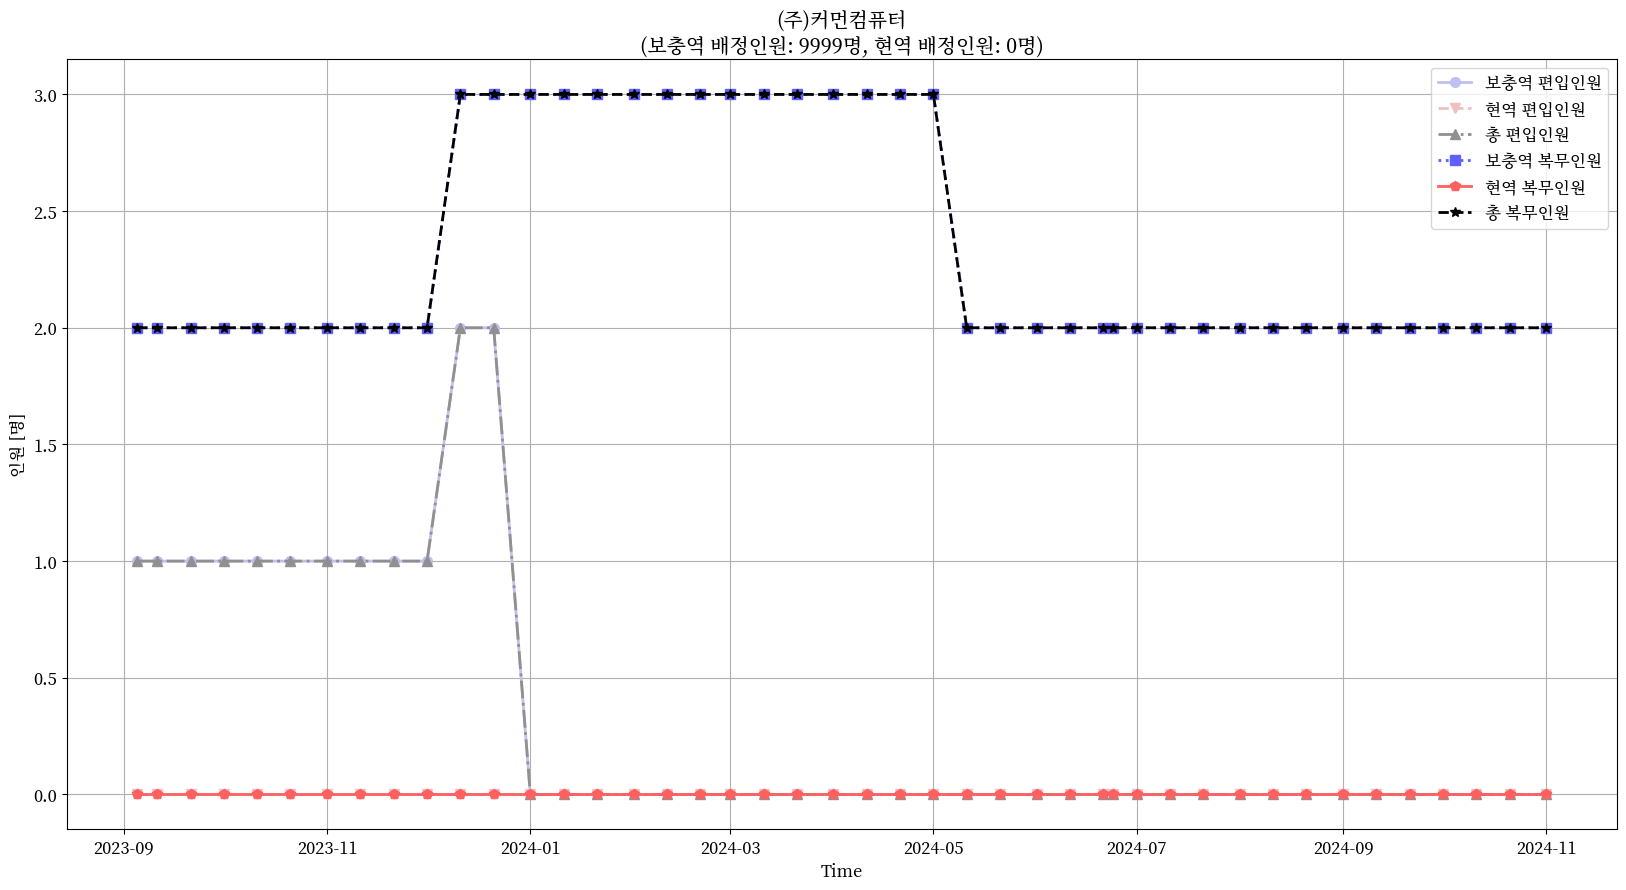 (주)커먼컴퓨터
(보충역 배정인원: 9999명, 현역 배정인원: 0명)
보충역 편입인원
현역 편입인원
총 편입인원
보충역 복무인원
현역 복무인원
총 복무인원
인원 [명]
3.0
2.5
2.0
1.5
1.0
0.5
0.0
2023-09 2023-11 2024-01 2024-03 2024-05 2024-07 2024-09 2024-11
Time